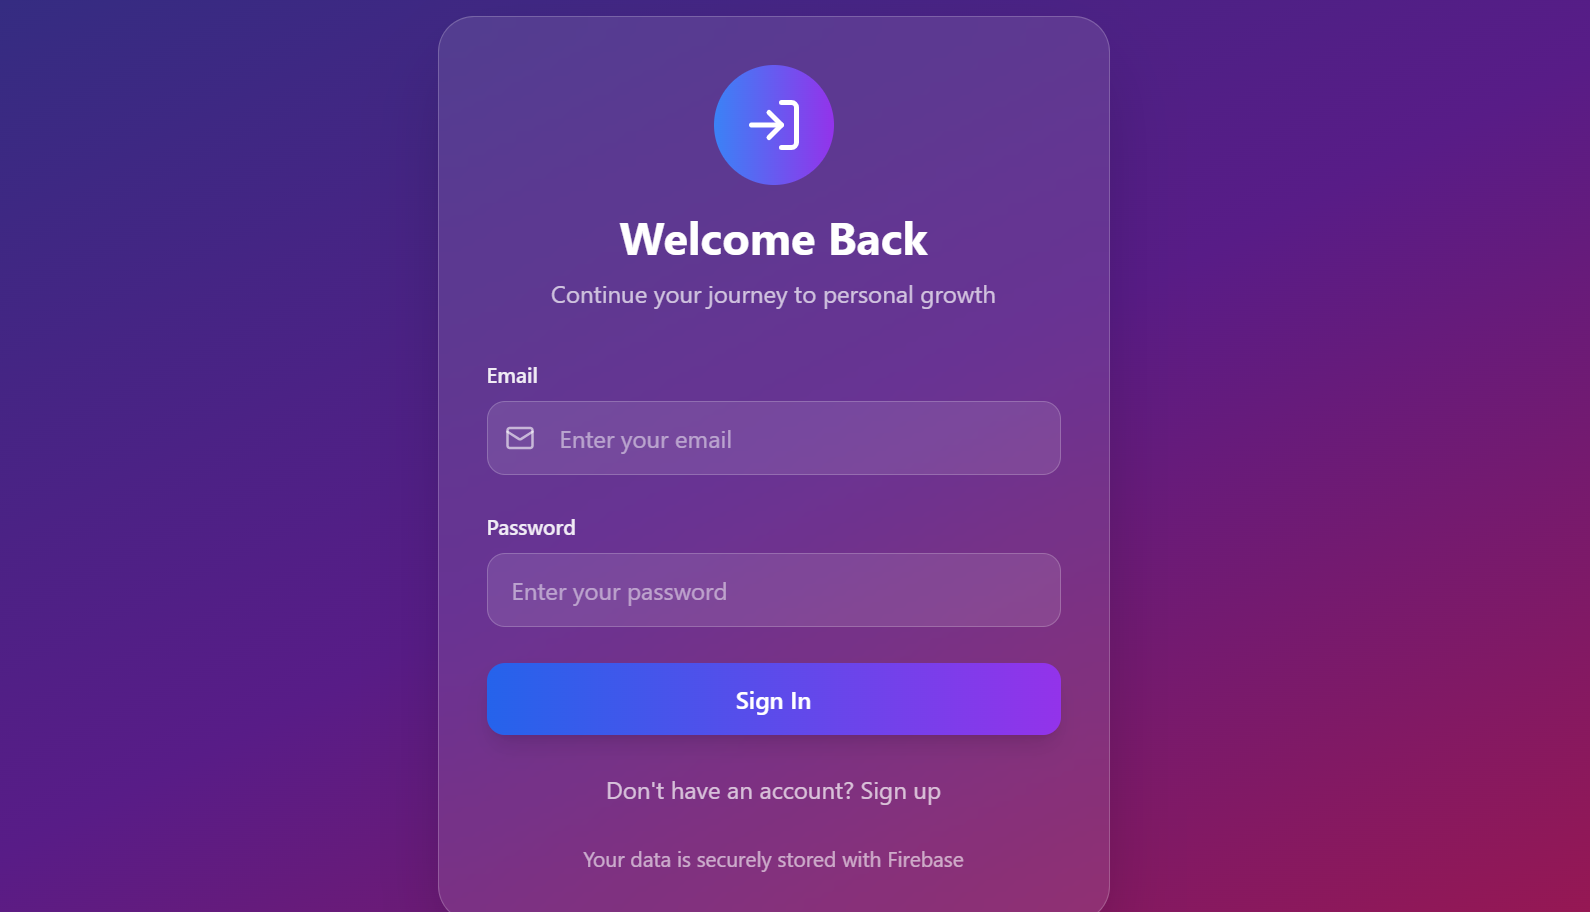 Welcome Back
Continue your journey to personal growth
Email
Enter your email
Password
Enter your password
Sign In
Don't have an account? Sign up
Your data is securely stored with Firebase